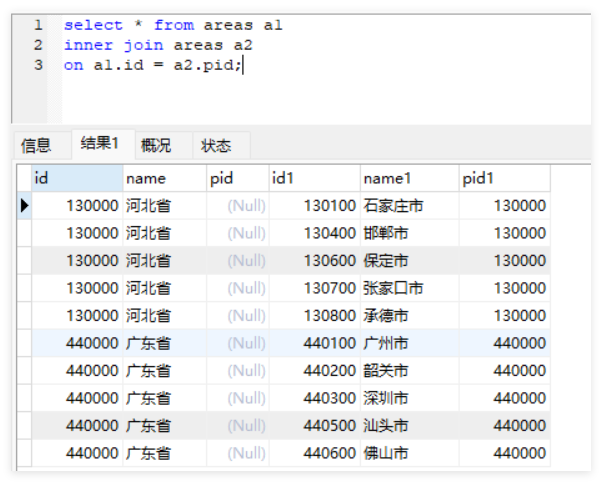 1 select * from areas a1
2 inner join areas a2
3 on a1.id = a2.pid;
信息 结果1 概况 状态
id name pid id1 name1 pid1
130000 河北省 (Null) 130100 石家庄市 130000
130000 河北省 (Null) 130400 邯郸市 130000
130000 河北省 (Null) 130600 保定市 130000
130000 河北省 (Null) 130700 张家口市 130000
130000 河北省 (Null) 130800 承德市 130000
440000 广东省 (Null) 440100 广州市 440000
440000 广东省 (Null) 440200 韶关市 440000
440000 广东省 (Null) 440300 深圳市 440000
440000 广东省 (Null) 440500 汕头市 440000
440000 广东省 (Null) 440600 佛山市 440000